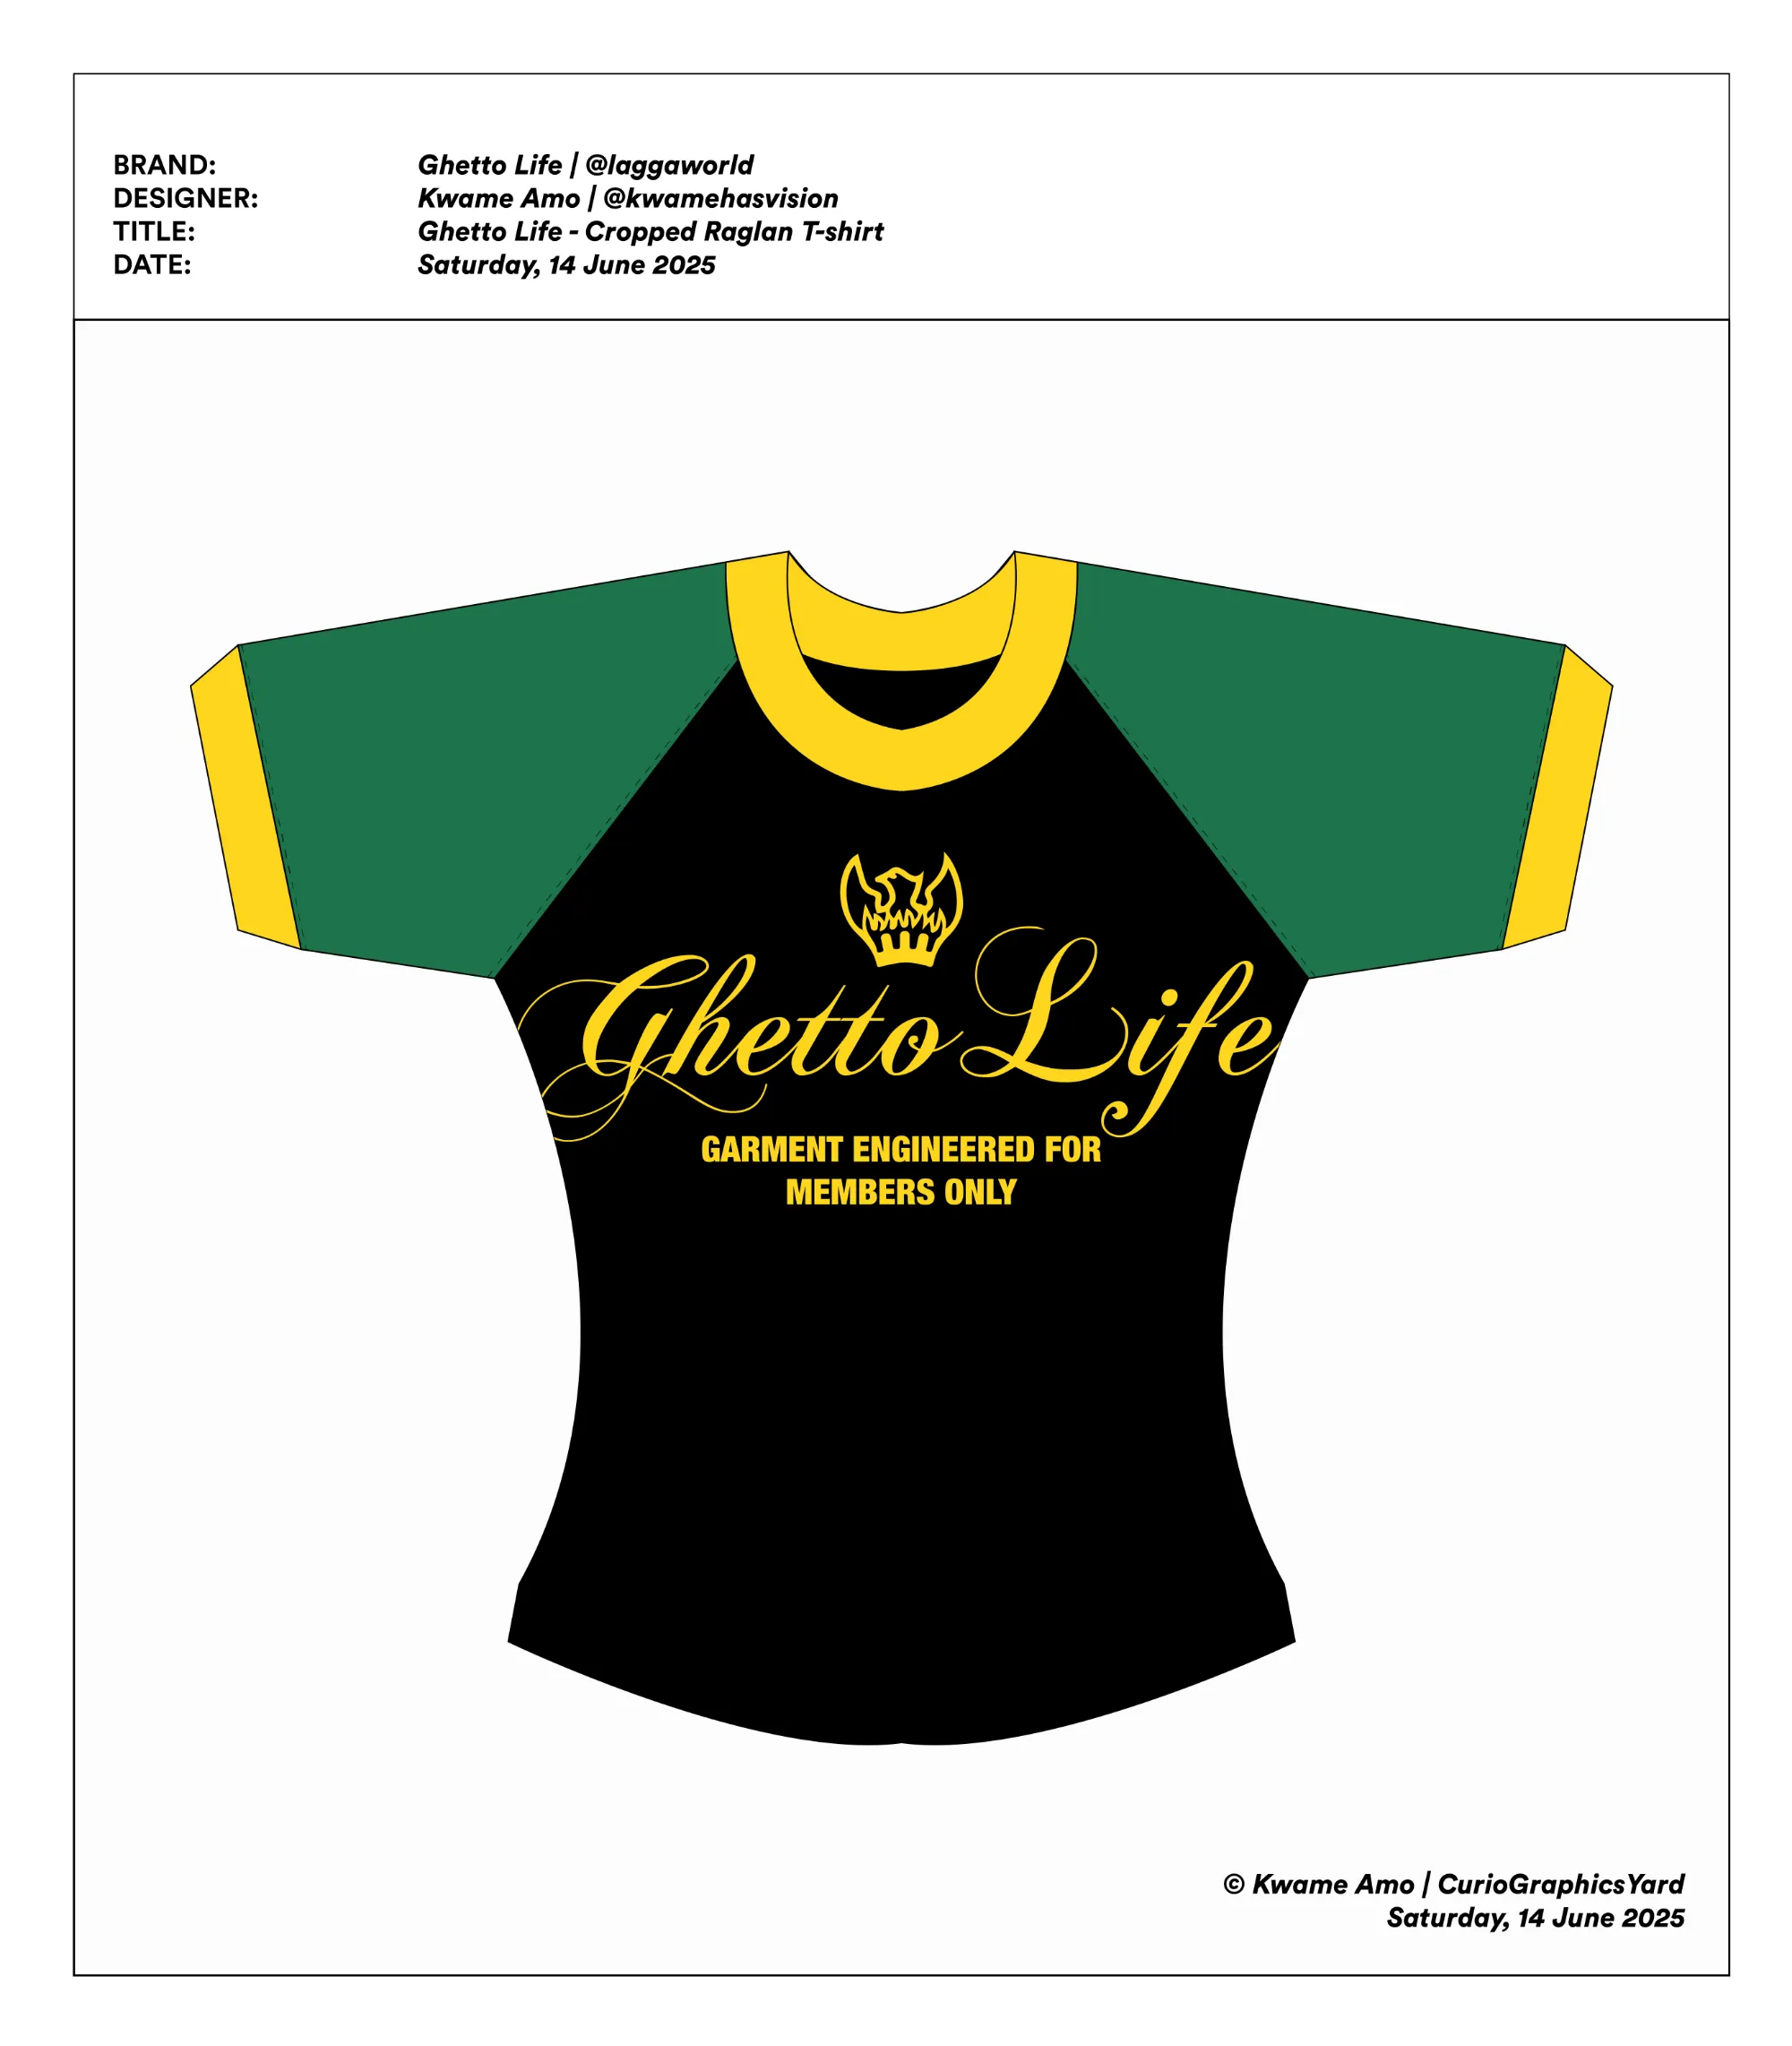 BRAND: Ghetto Life | @laggaworld
DESIGNER: Kwame Amo | @kwamehasvision
TITLE: Ghetto Life - Cropped Raglan T-shirt
DATE: Saturday, 14 June 2025
Ghetto Life
GARMENT ENGINEERED FOR
MEMBERS ONLY
© Kwame Amo | CurioGraphicsYard
Saturday, 14 June 2025